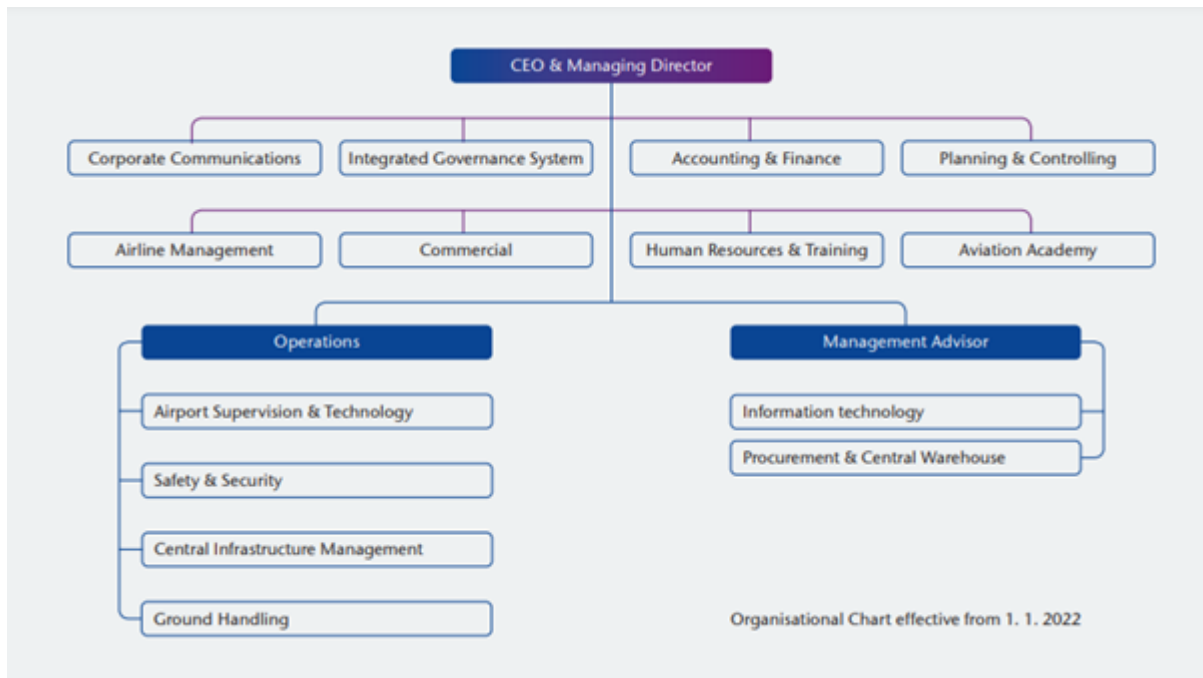 CEO & Managing Director
Corporate Communications
Integrated Governance System
Accounting & Finance
Planning & Controlling
Airline Management
Commercial
Human Resources & Training
Aviation Academy
Operations
Management Advisor
Airport Supervision & Technology
Information technology
Procurement & Central Warehouse
Safety & Security
Central Infrastructure Management
Ground Handling
Organisational Chart effective from 1. 1. 2022